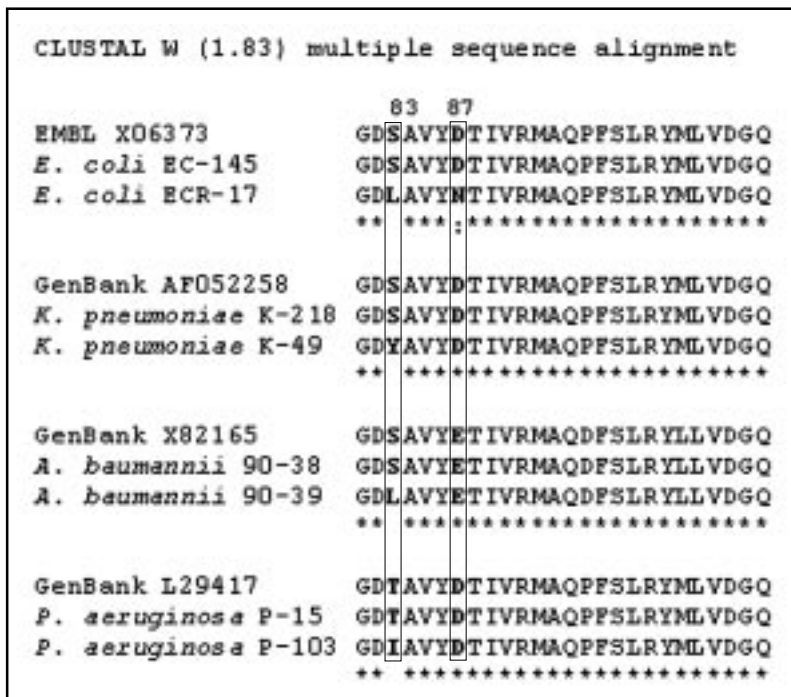 CLUSTAL W (1.83) multiple sequence alignment
83 87
EMBL X06373 GDSAVYDTIVRMAQPFSLRYMLVDGQ
E. coli EC-145 GDSAVYDTIVRMAQPFSLRYMLVDGQ
E. coli ECR-17 GDLAVYNTIVRMAQPFSLRYMLVDGQ
** ***:*******************
GenBank AF052258 GDSAVYDTIVRMAQPFSLRYMLVDGQ
K. pneumoniae K-218 GDSAVYDTIVRMAQPFSLRYMLVDGQ
K. pneumoniae K-49 GDYAVYDTIVRMAQPFSLRYMLVDGQ
** ***********************
GenBank X82165 GDSAVYETIVRMAQDFSLRYLLVDGQ
A. baumannii 90-38 GDSAVYETIVRMAQDFSLRYLLVDGQ
A. baumannii 90-39 GDLAVYETIVRMAQDFSLRYLLVDGQ
** ***********************
GenBank L29417 GDTAVYDTIVRMAQPFSLRYMLVDGQ
P. aeruginosa P-15 GDTAVYDTIVRMAQPFSLRYMLVDGQ
P. aeruginosa P-103 GDIAVYDTIVRMAQPFSLRYMLVDGQ
** ***********************